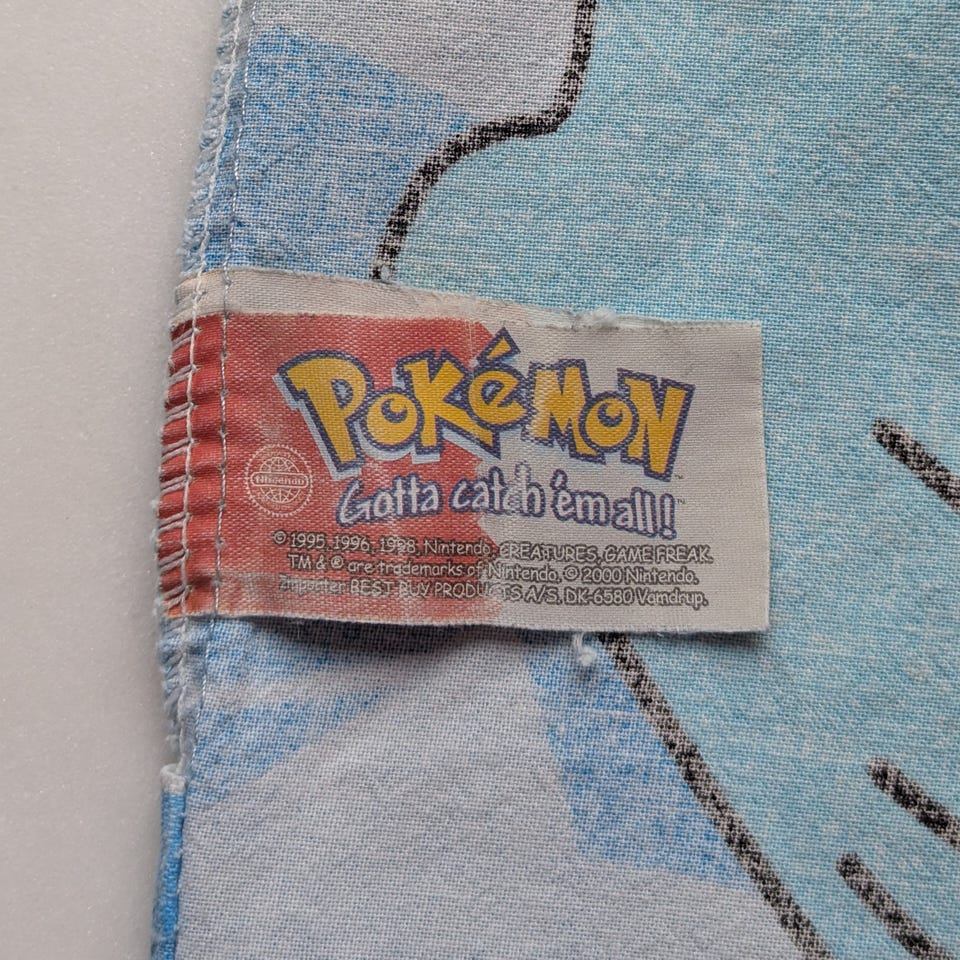 POKéMON™
Gotta catch 'em all!™
Nintendo
©1995, 1996, 1998, Nintendo, CREATURES, GAME FREAK.
TM & ® are trademarks of Nintendo. © 2000 Nintendo.
Importer: BEST BUY PRODUCTS A/S. DK-6580 Vamdrup.